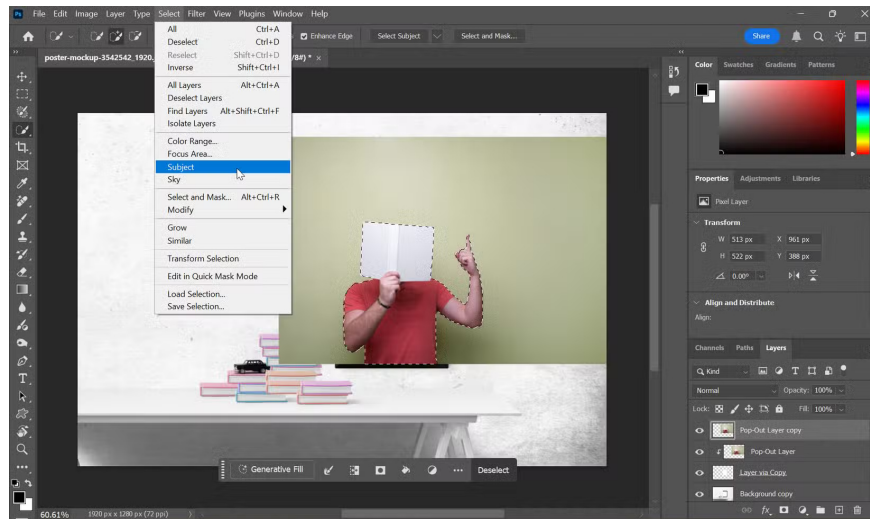 Ps File Edit Image Layer Type Select Filter View Plugins Window Help
Enhance Edge Select Subject Select and Mask... Share
poster-mockup-3542542_1920. /8#) * ×
All Ctrl+A
Deselect Ctrl+D
Reselect Shift+Ctrl+D
Inverse Shift+Ctrl+I
All Layers Alt+Ctrl+A
Deselect Layers
Find Layers Alt+Shift+Ctrl+F
Isolate Layers
Color Range...
Focus Area...
Subject
Sky
Select and Mask... Alt+Ctrl+R
Modify
Grow
Similar
Transform Selection
Edit in Quick Mask Mode
Load Selection...
Save Selection...
Generative Fill Deselect
60.61% 1920 px x 1280 px (72 ppi)
Color Swatches Gradients Patterns
Properties Adjustments Libraries
Pixel Layer
Transform
W 513 px X 961 px
H 522 px Y 388 px
0.00°
Align and Distribute
Align:
Channels Paths Layers
Kind
Normal Opacity: 100%
Lock: Fill: 100%
Pop-Out Layer copy
Pop-Out Layer
Layer via Copy
Background copy
fx